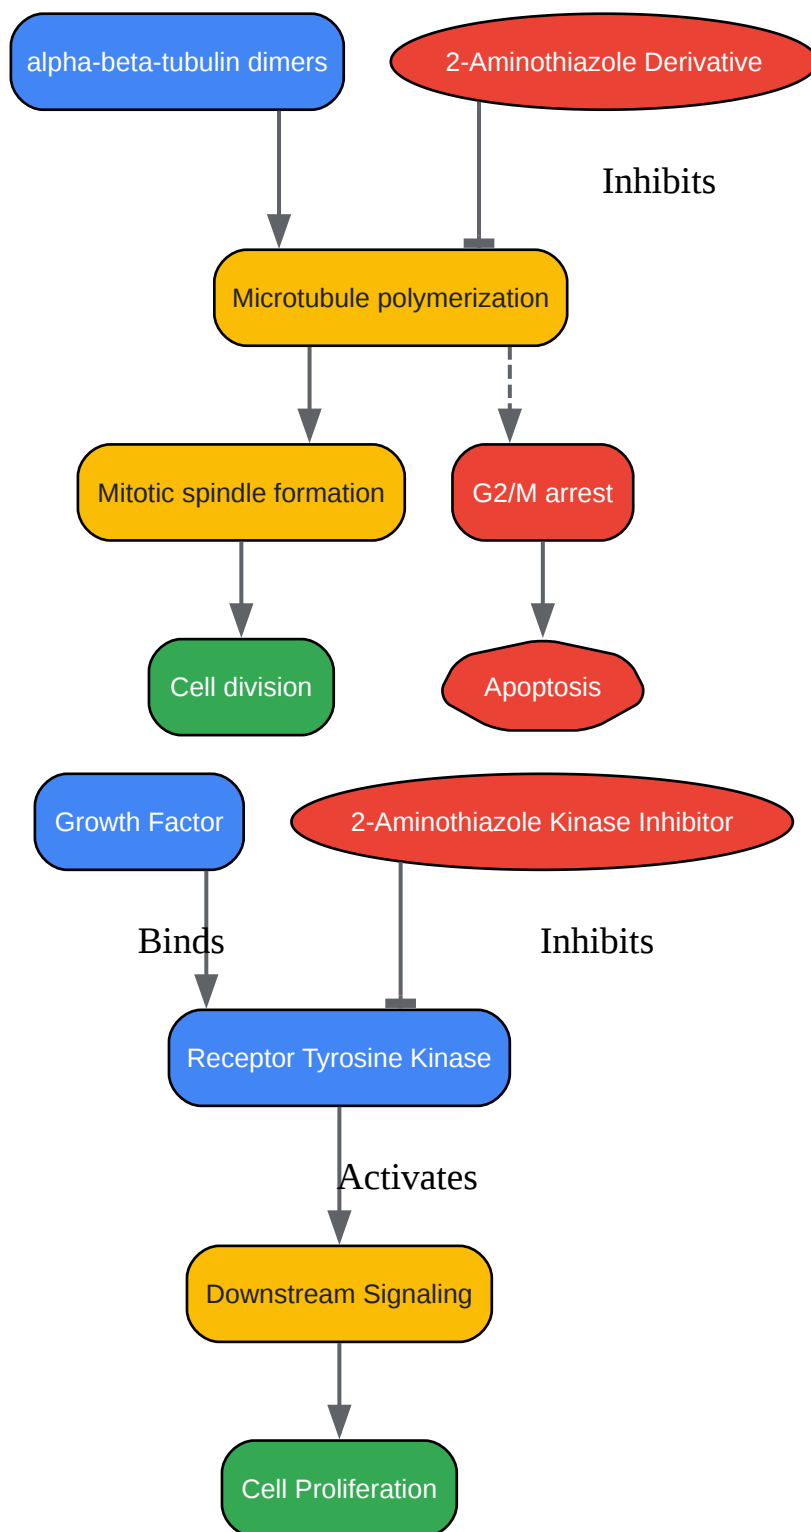 alpha-beta-tubulin dimers
2-Aminothiazole Derivative
Inhibits
Microtubule polymerization
Mitotic spindle formation
G2/M arrest
Cell division
Apoptosis
Growth Factor
2-Aminothiazole Kinase Inhibitor
Binds
Inhibits
Receptor Tyrosine Kinase
Activates
Downstream Signaling
Cell Proliferation